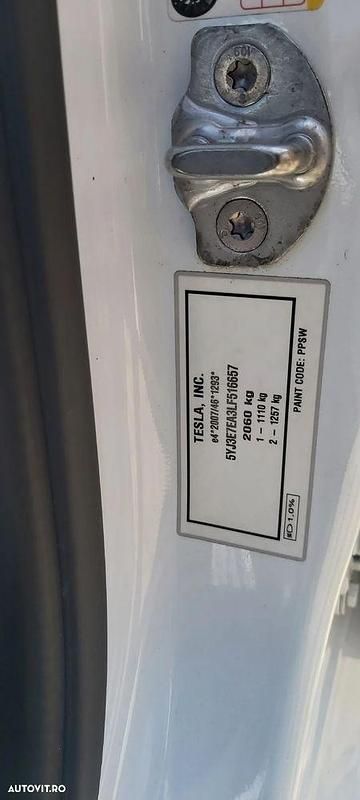 TESLA, INC.
e4*2007/46*1293*
5YJ3E7EA3LF516657
2060 kg
1 - 1110 kg
2 - 1257 kg
PAINT CODE: PPSW
1.0%
AUTOVIT.RO